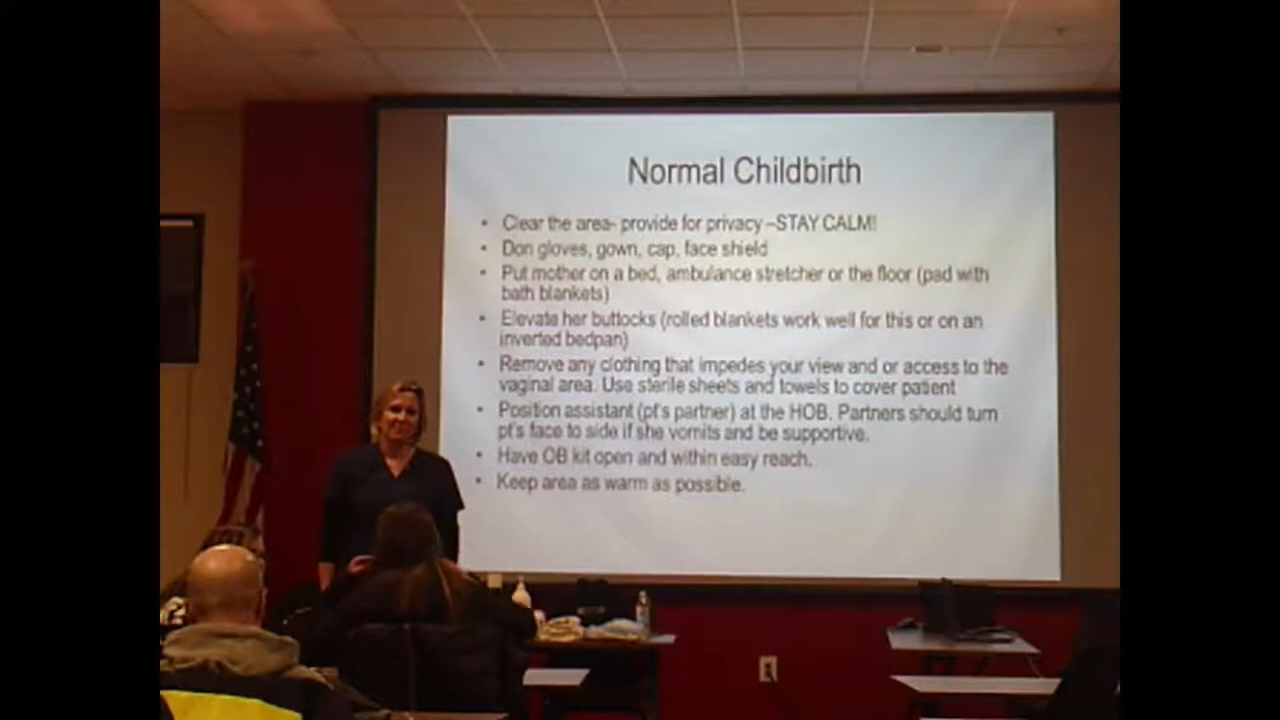 Normal Childbirth
• Clear the area- provide for privacy –STAY CALM!
• Don gloves, gown, cap, face shield
• Put mother on a bed, ambulance stretcher or the floor (pad with
bath blankets)
• Elevate her buttocks (rolled blankets work well for this or on an
inverted bedpan)
• Remove any clothing that impedes your view and or access to the
vaginal area. Use sterile sheets and towels to cover patient
• Position assistant (pt's partner) at the HOB. Partners should turn
pt's face to side if she vomits and be supportive.
• Have OB kit open and within easy reach.
• Keep area as warm as possible.